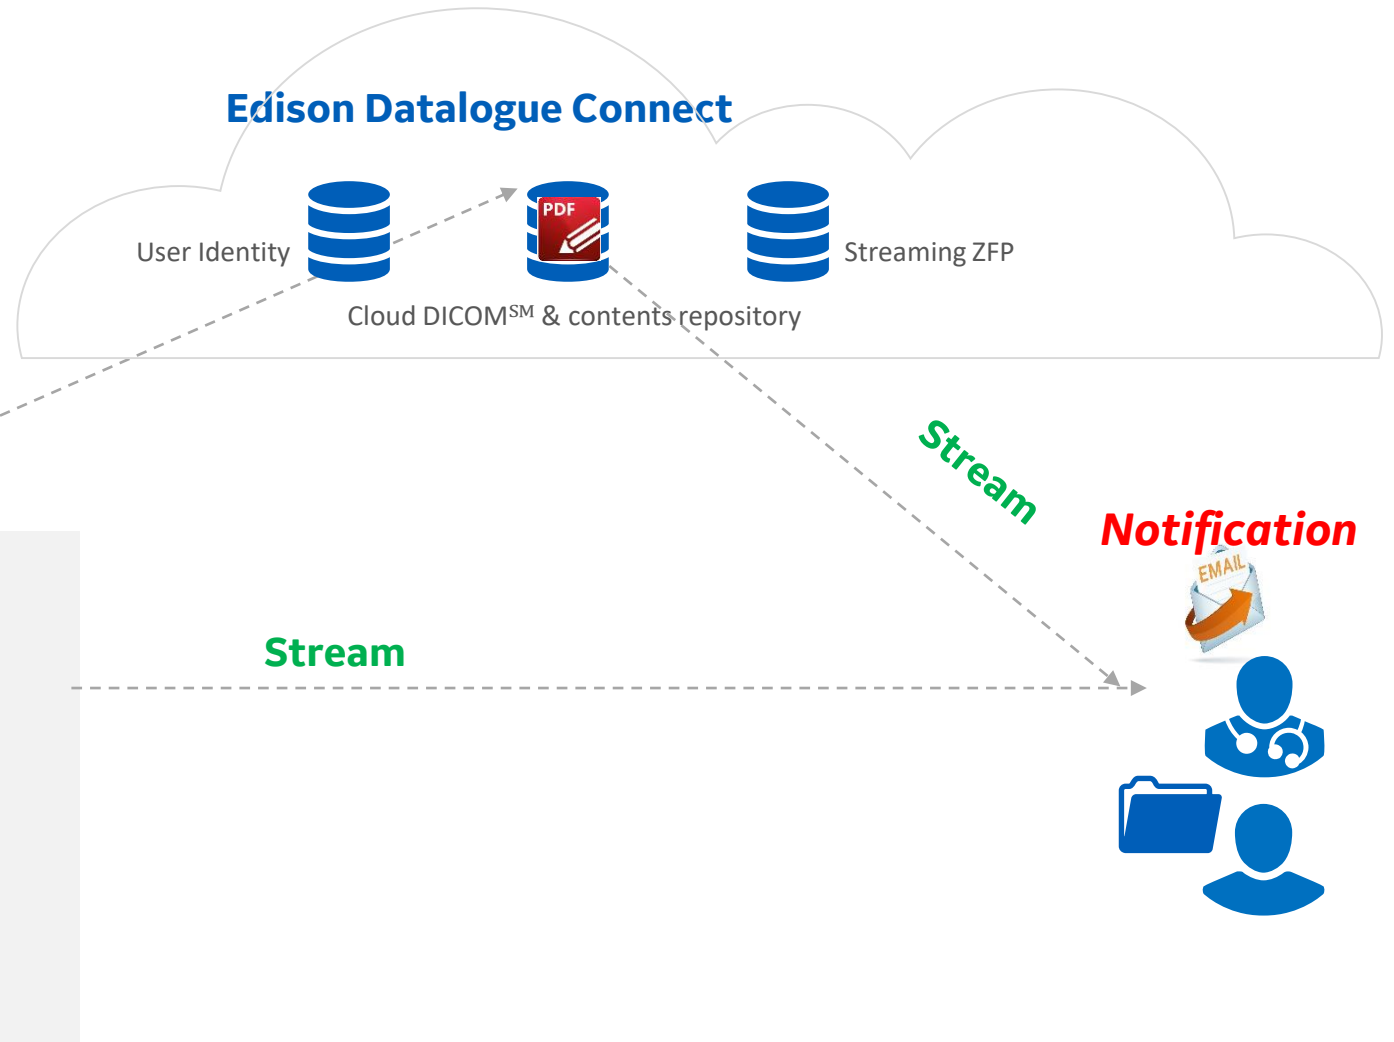 Edison Datalogue Connect
PDF
User Identity
Streaming ZFP
Cloud DICOM℠ & contents repository
Stream
Notification
EMAIL
Stream